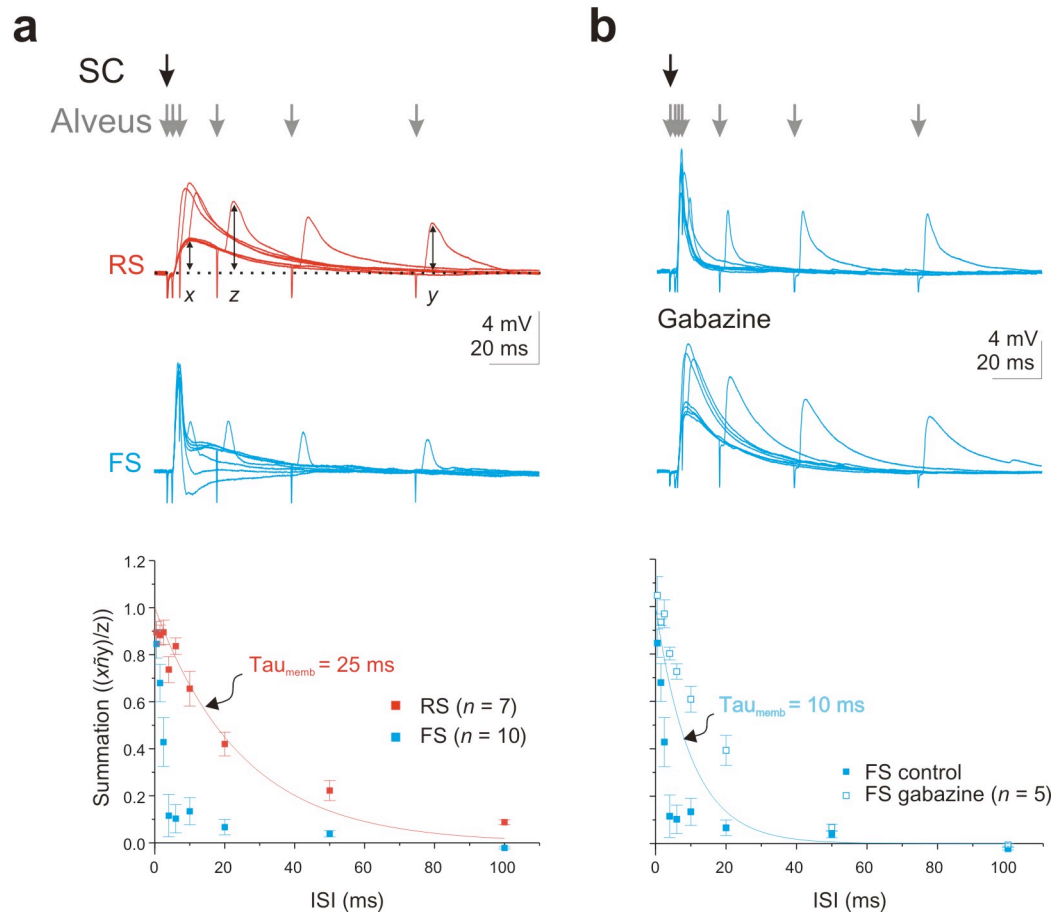 a
SC
Alveus
RS
x z y
4 mV
20 ms
FS
1.2
1.0
0.8
0.6
0.4
0.2
0.0
Summation ((xñy)/z))
Tau memb = 25 ms
RS (n = 7)
FS (n = 10)
0 20 40 60 80 100
ISI (ms)
b
Gabazine
4 mV
20 ms
Tau memb = 10 ms
FS control
FS gabazine (n = 5)
0 20 40 60 80 100
ISI (ms)